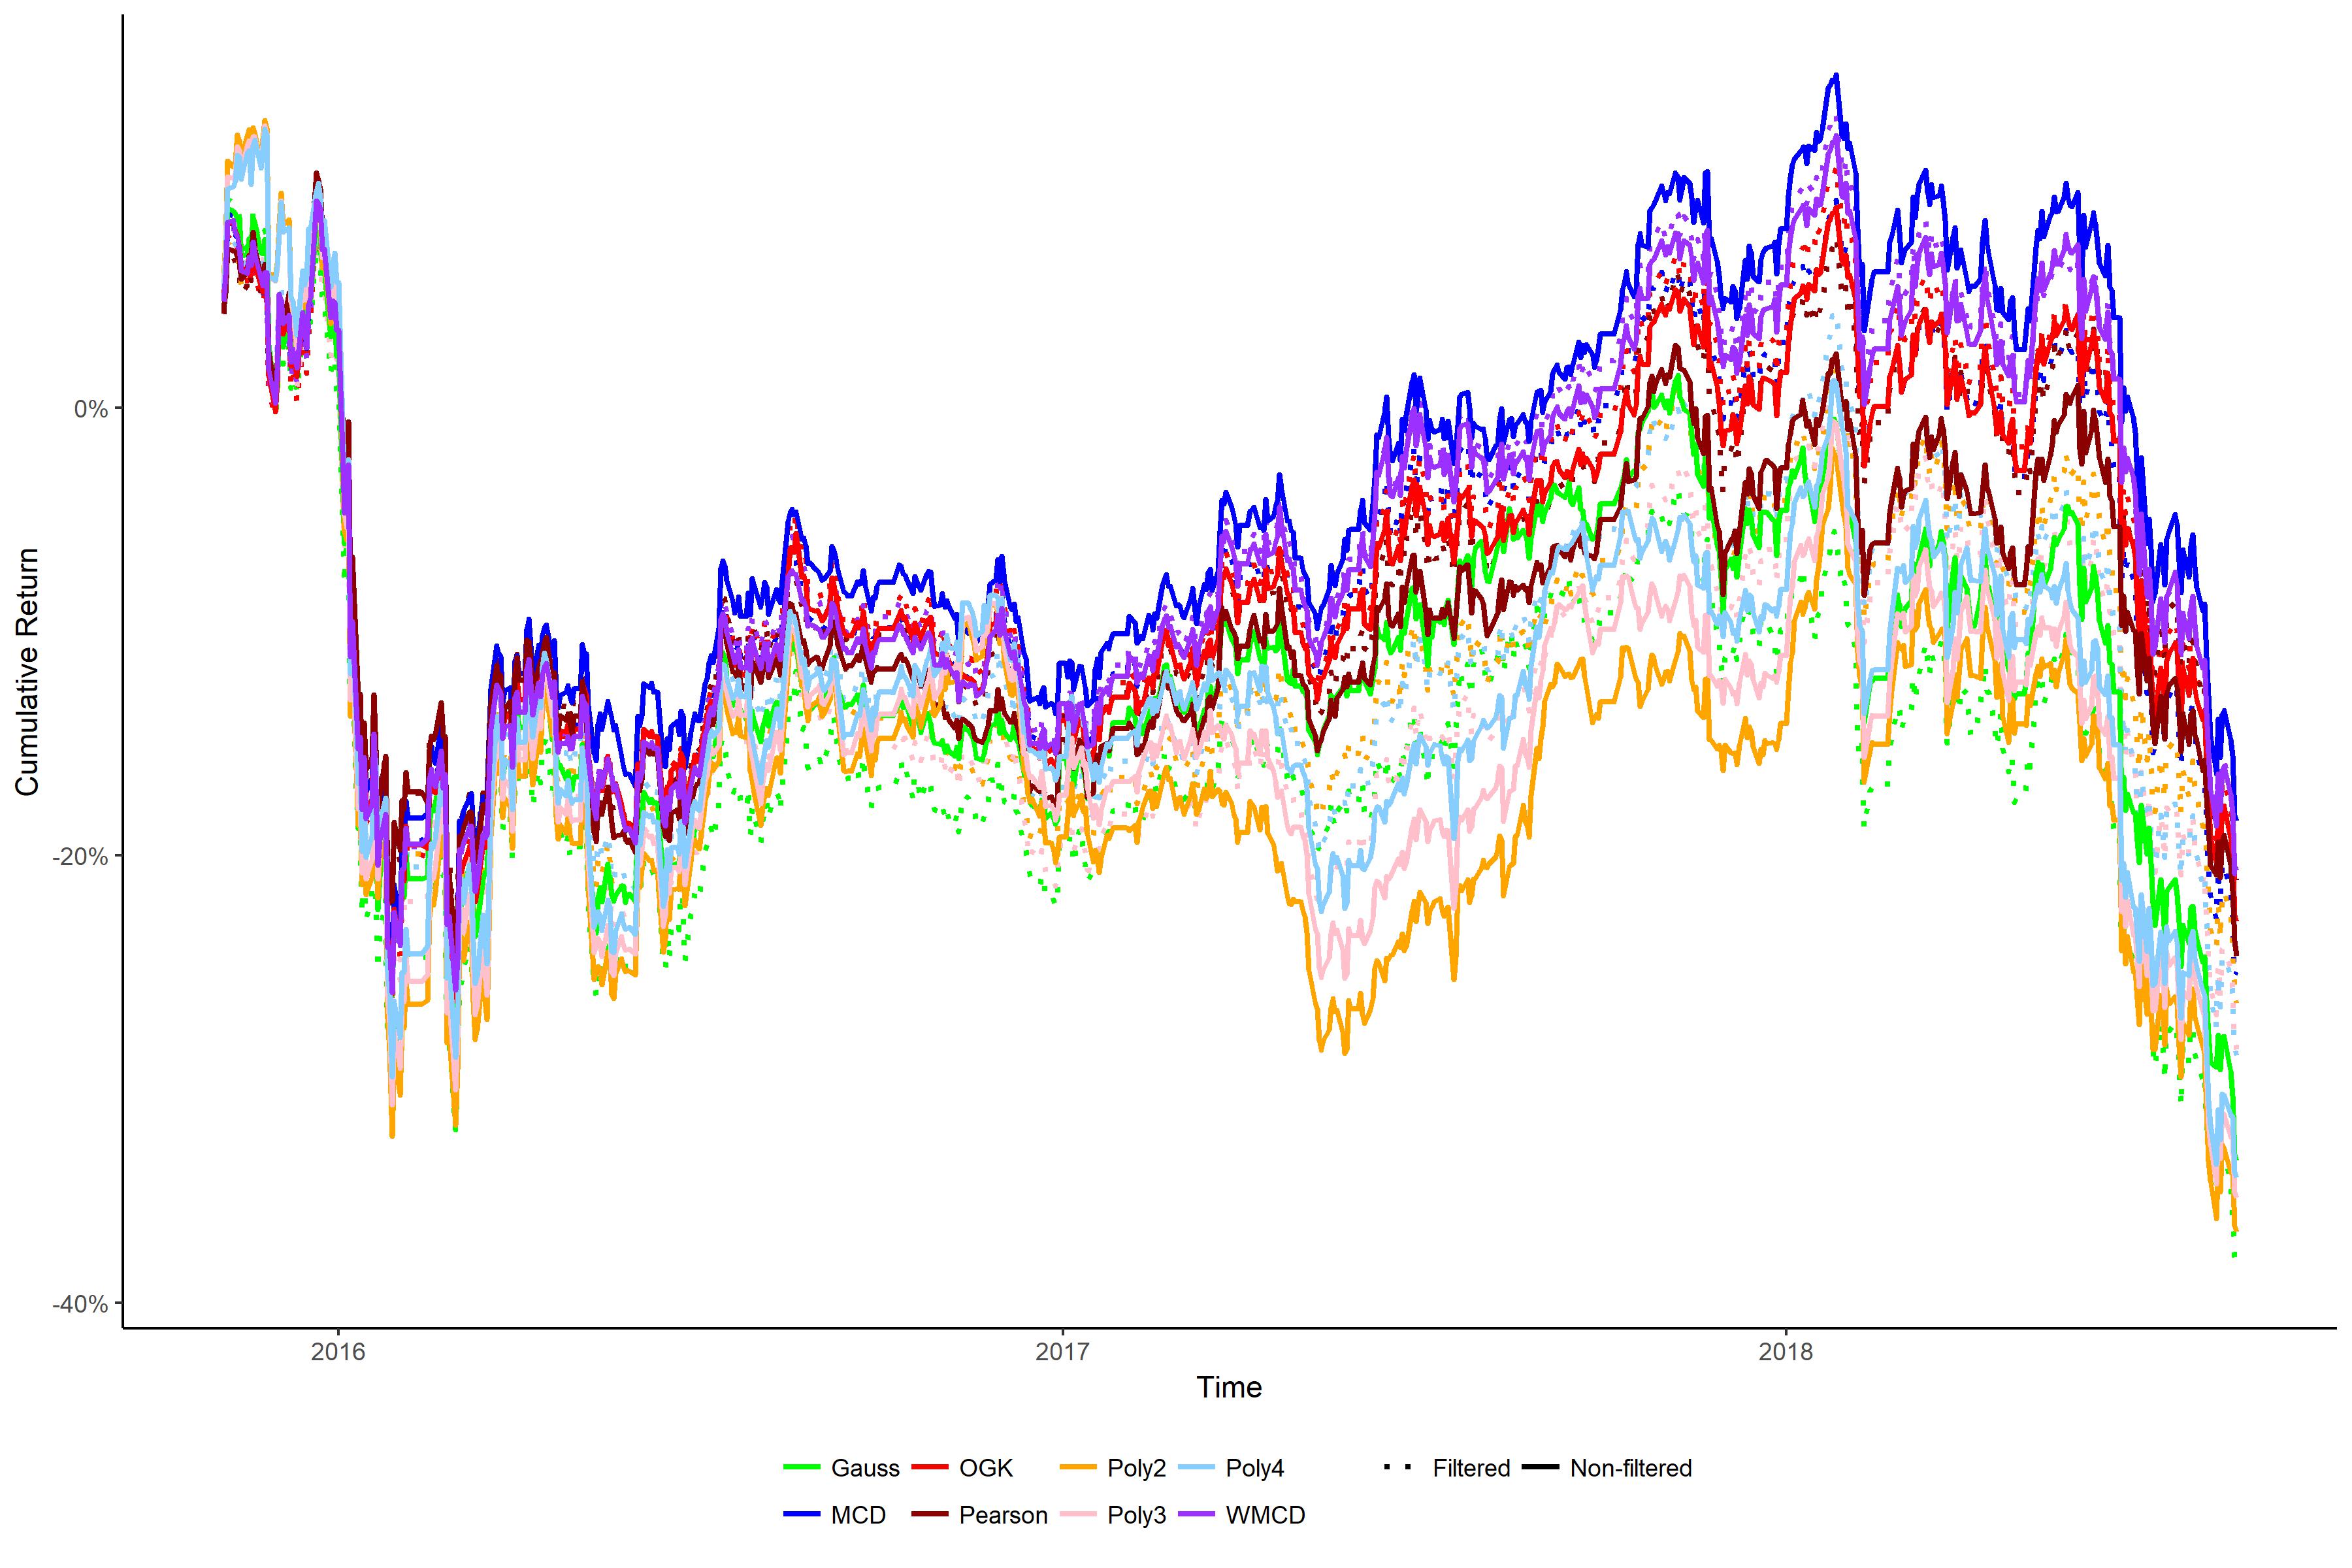 Cumulative Return
0%
-20%
-40%
2016 2017 2018
Time
Gauss OGK Poly2 Poly4 Filtered Non-filtered
MCD Pearson Poly3 WMCD